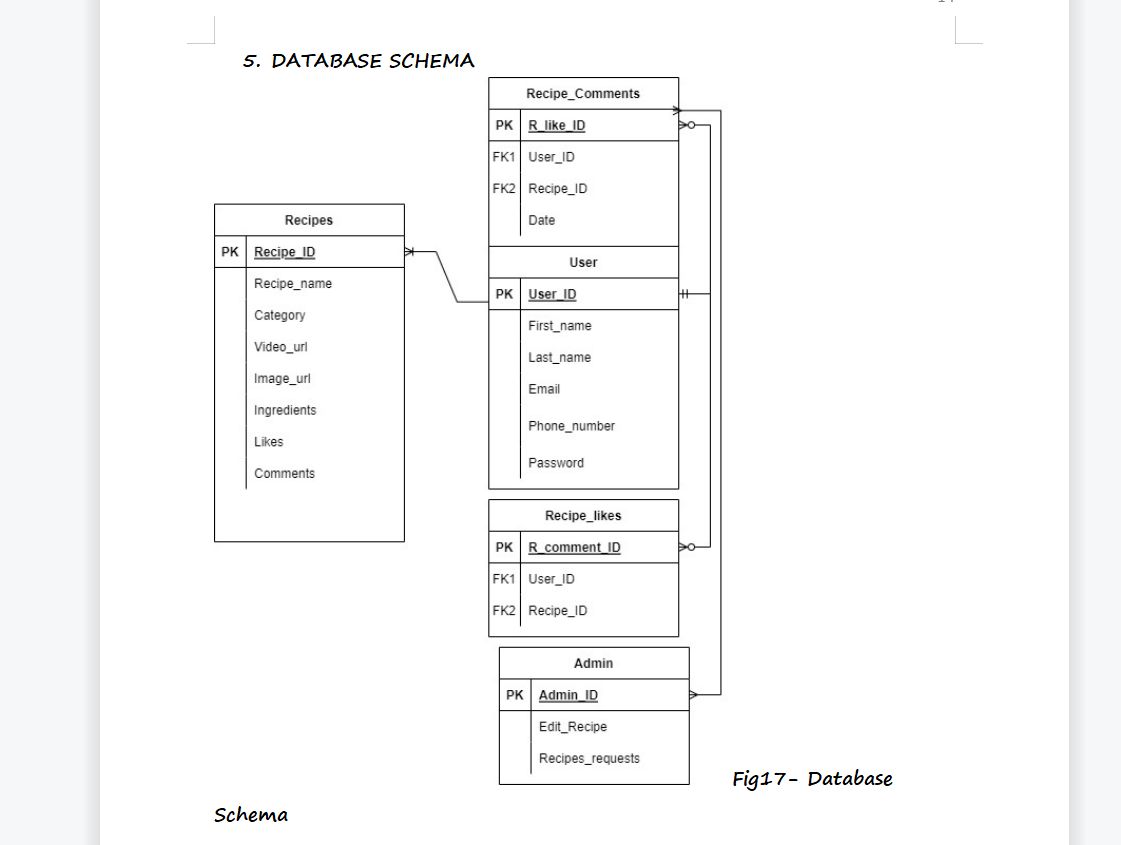 5. DATABASE SCHEMA
Recipe_Comments
PK R_like_ID
FK1 User_ID
FK2 Recipe_ID
Date
Recipes
PK Recipe_ID
Recipe_name
Category
Video_url
Image_url
Ingredients
Likes
Comments
User
PK User_ID
First_name
Last_name
Email
Phone_number
Password
Recipe_likes
PK R_comment_ID
FK1 User_ID
FK2 Recipe_ID
Admin
PK Admin_ID
Edit_Recipe
Recipes_requests
Fig17- Database
Schema